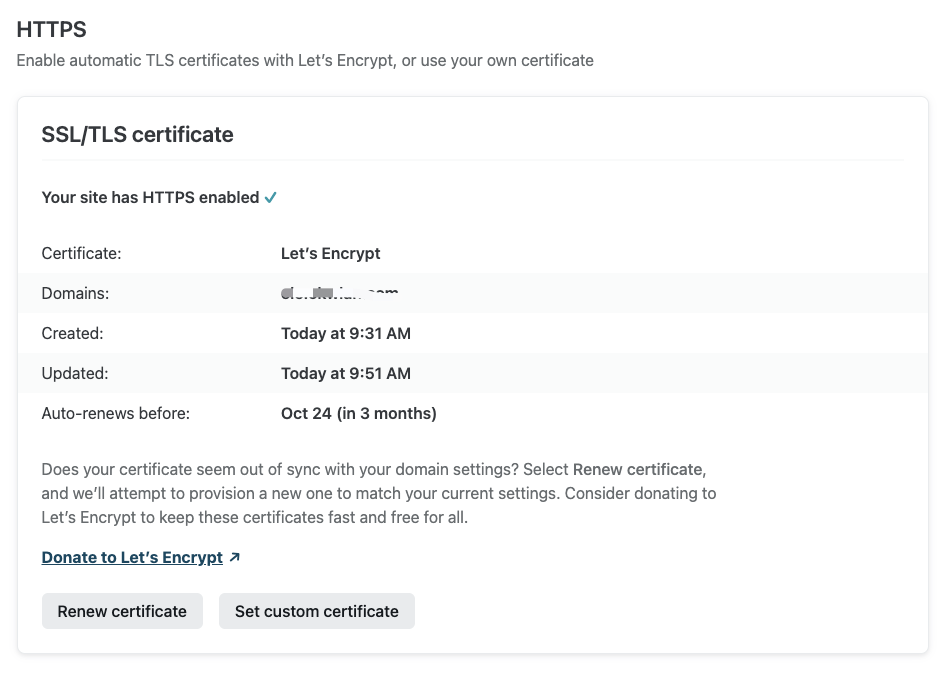 HTTPS
Enable automatic TLS certificates with Let’s Encrypt, or use your own certificate
SSL/TLS certificate
Your site has HTTPS enabled ✓
Certificate: Let’s Encrypt
Domains:
Created: Today at 9:31 AM
Updated: Today at 9:51 AM
Auto-renews before: Oct 24 (in 3 months)
Does your certificate seem out of sync with your domain settings? Select Renew certificate,
and we’ll attempt to provision a new one to match your current settings. Consider donating to
Let’s Encrypt to keep these certificates fast and free for all.
Donate to Let’s Encrypt ↗
Renew certificate Set custom certificate